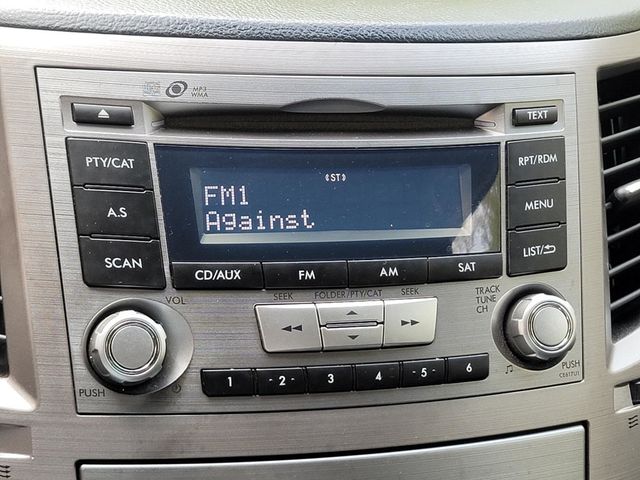 MP3
WMA
TEXT
PTY/CAT
(ST)
RPT/RDM
FM1
A.S
MENU
Against
SCAN
LIST/
CD/AUX
FM
AM
SAT
VOL
SEEK
FOLDER/PTY/CAT
SEEK
TRACK
TUNE
CH
PUSH
1
-2-
3
4
-5-
6
PUSH
CE617U1